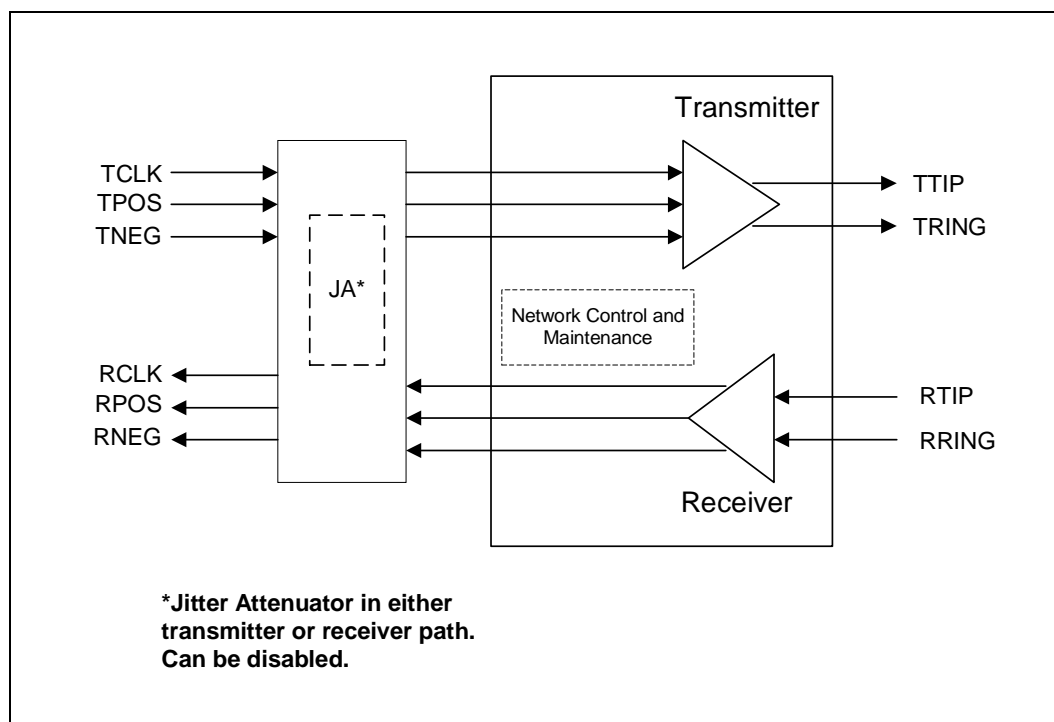 Transmitter
TCLK
TPOS
TNEG
TTIP
TRING
JA*
Network Control and
Maintenance
RCLK
RPOS
RNEG
RTIP
RRING
Receiver
*Jitter Attenuator in either
transmitter or receiver path.
Can be disabled.